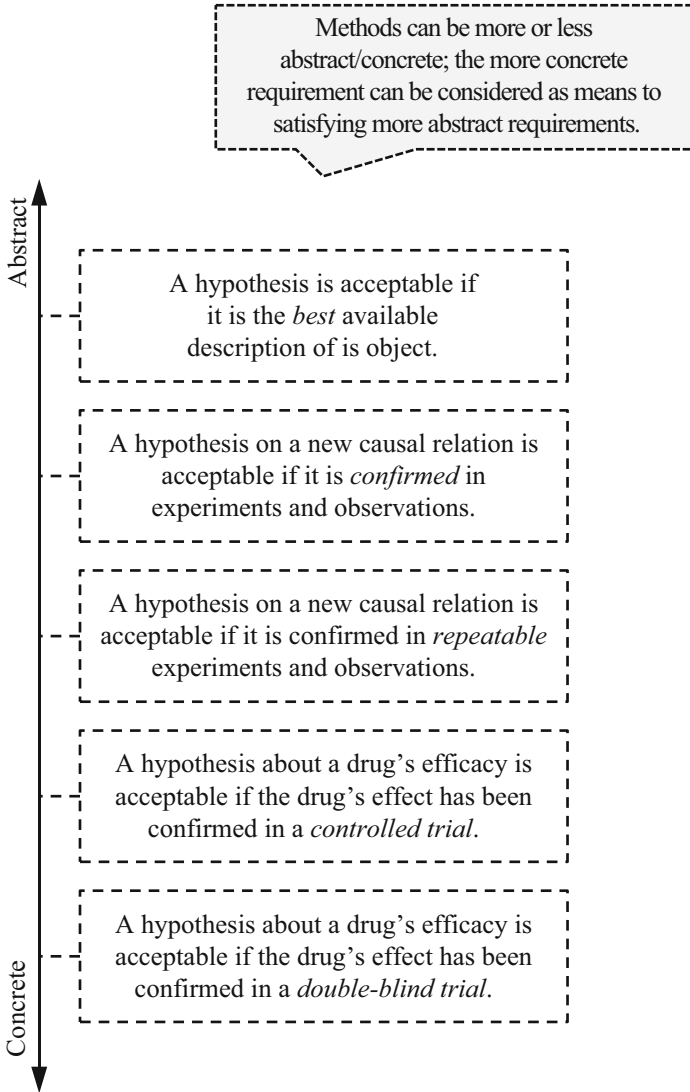 Methods can be more or less
abstract/concrete; the more concrete
requirement can be considered as means to
satisfying more abstract requirements.
Abstract
A hypothesis is acceptable if
it is the best available
description of is object.
A hypothesis on a new causal relation is
acceptable if it is confirmed in
experiments and observations.
A hypothesis on a new causal relation is
acceptable if it is confirmed in repeatable
experiments and observations.
A hypothesis about a drug’s efficacy is
acceptable if the drug’s effect has been
confirmed in a controlled trial.
A hypothesis about a drug’s efficacy is
acceptable if the drug’s effect has been
confirmed in a double-blind trial.
Concrete